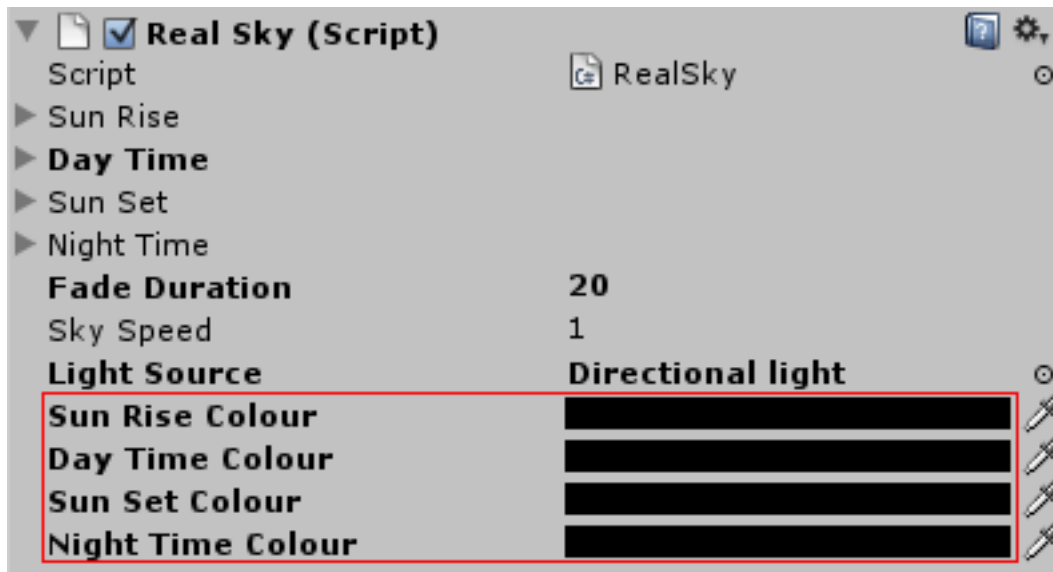 Real Sky (Script)
Script RealSky
Sun Rise
Day Time
Sun Set
Night Time
Fade Duration 20
Sky Speed 1
Light Source Directional light
Sun Rise Colour
Day Time Colour
Sun Set Colour
Night Time Colour